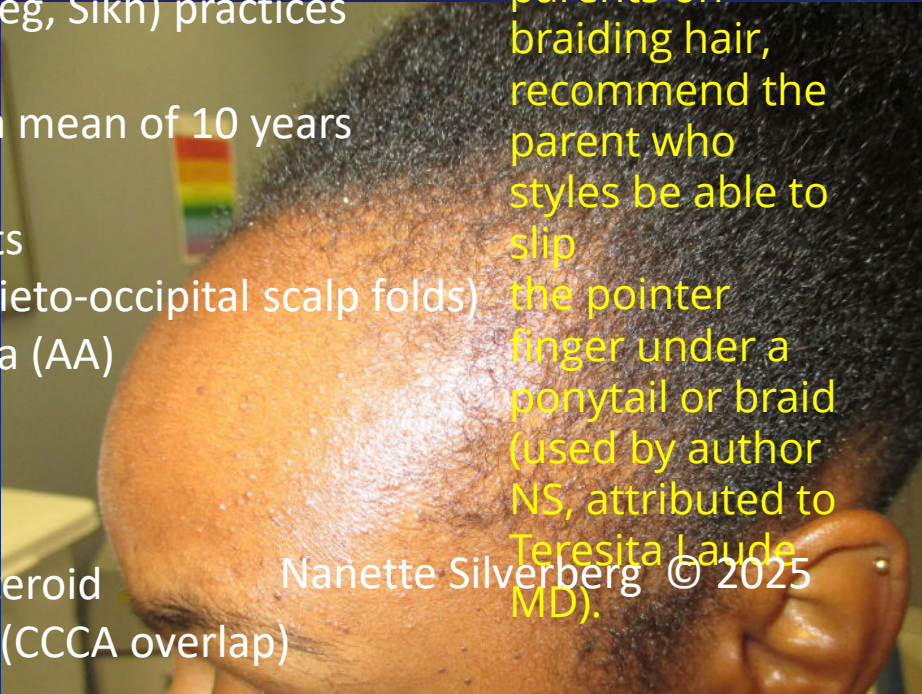 eg, Sikh) practices
mean of 10 years
ts
ieto-occipital scalp folds)
a (AA)
eroid
(CCCA overlap)
parents on
braiding hair,
recommend the
parent who
styles be able to
slip
the pointer
finger under a
ponytail or braid
(used by author
NS, attributed to
Teresita Laude
MD).
Nanette Silverberg © 2025